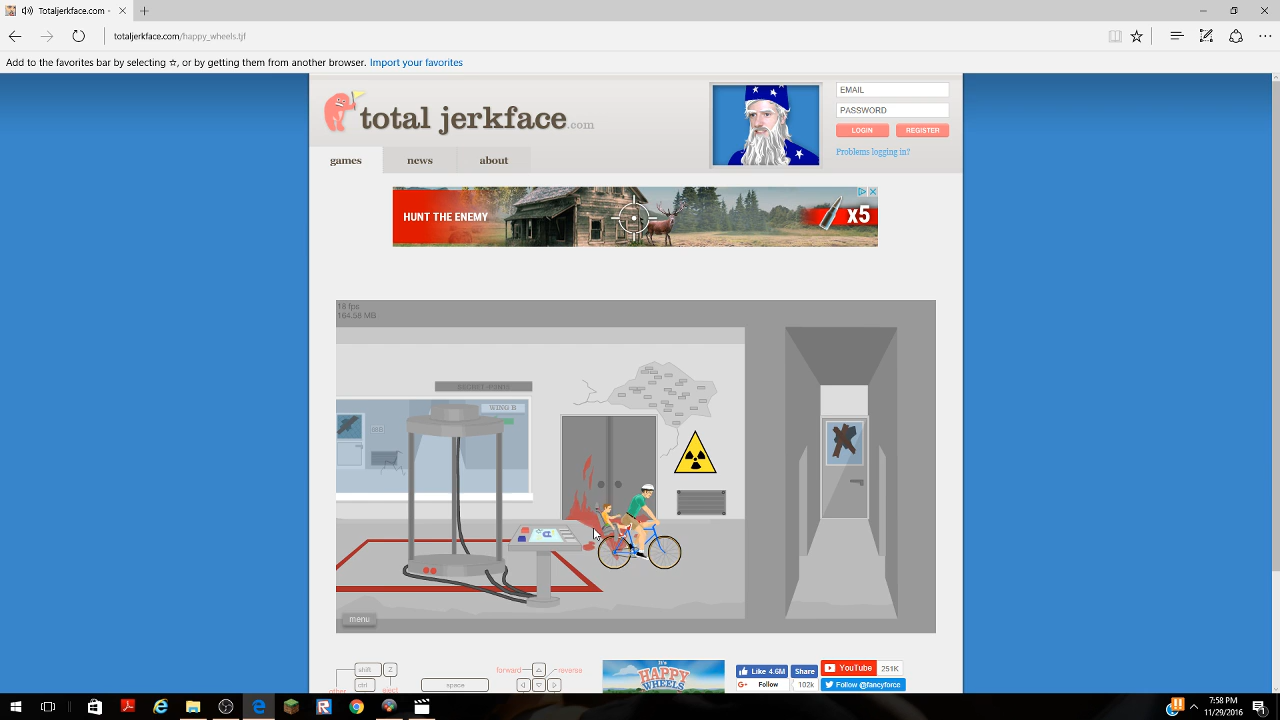 Totaljerkface.com -
totaljerkface.com/happy_wheels.tjf
Add to the favorites bar by selecting ☆, or by getting them from another browser. Import your favorites
total jerkface.com
EMAIL
PASSWORD
LOGIN REGISTER
Problems logging in?
games news about
HUNT THE ENEMY
x5
18 fps
164.58 MB
WING B
menu
shift Z
ctrl
eject
space
forward reverse
It's
HAPPY
WHEELS
Like 4.6M Share YouTube 251K
G+ Follow 102k Follow @fancyforce
7:58 PM
11/29/2016